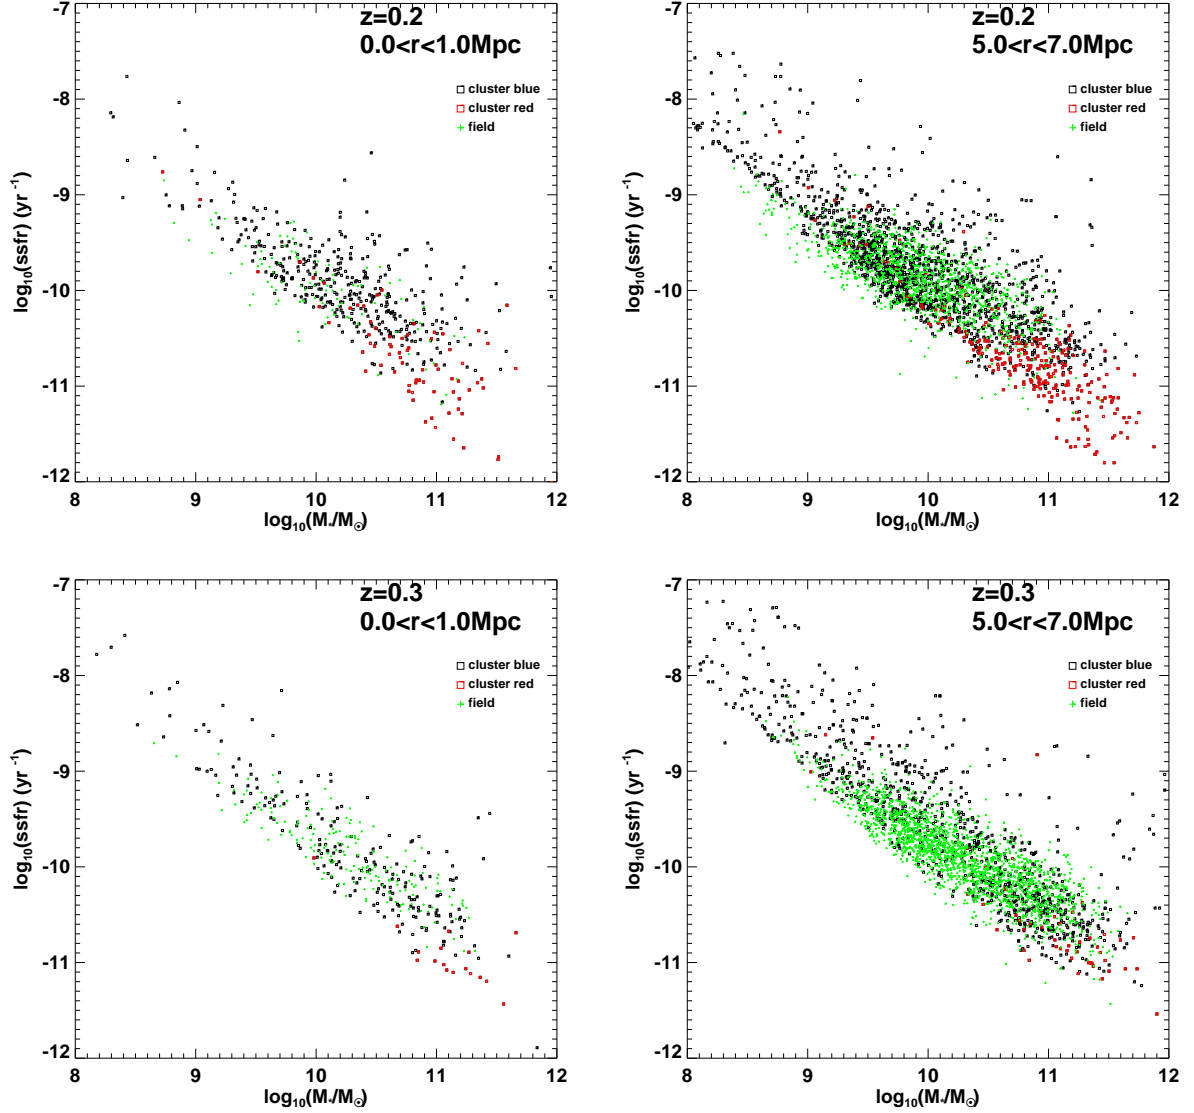 z=0.2
0.0<r<1.0Mpc
cluster blue
cluster red
field
-7
-8
-9
-10
-11
-12
log10(ssfr) (yr-1)
8 9 10 11 12
log10(M*/M⊙)
z=0.2
5.0<r<7.0Mpc
cluster blue
cluster red
field
-7
-8
-9
-10
-11
-12
log10(ssfr) (yr-1)
8 9 10 11 12
log10(M*/M⊙)
z=0.3
0.0<r<1.0Mpc
cluster blue
cluster red
field
-7
-8
-9
-10
-11
-12
log10(ssfr) (yr-1)
8 9 10 11 12
log10(M*/M⊙)
z=0.3
5.0<r<7.0Mpc
cluster blue
cluster red
field
-7
-8
-9
-10
-11
-12
log10(ssfr) (yr-1)
8 9 10 11 12
log10(M*/M⊙)